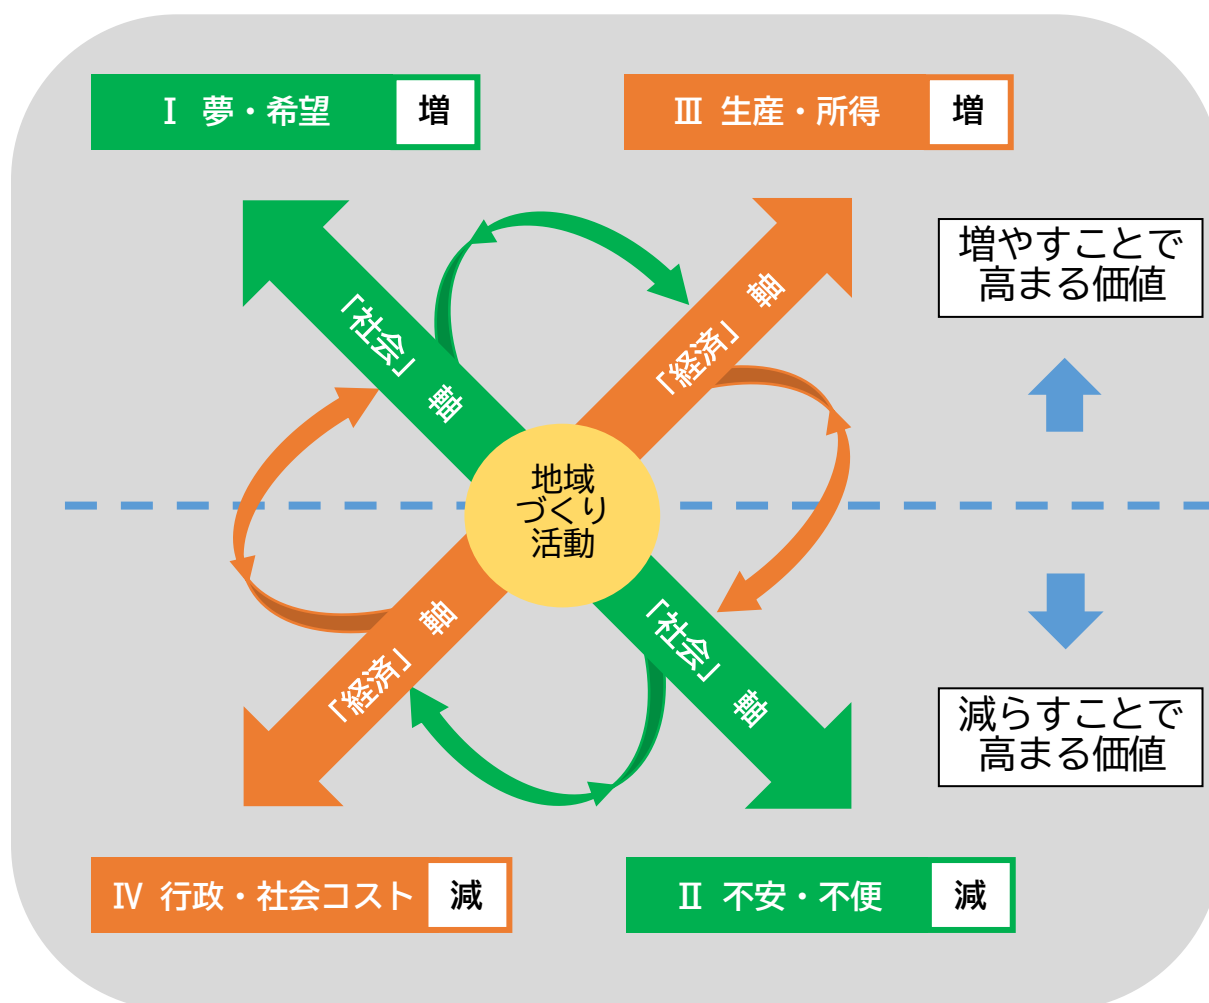 Ⅰ 夢・希望 増
Ⅲ 生産・所得 増
増やすことで
高まる価値
「社会」 軸
「経済」 軸
地域
づくり
活動
「経済」 軸
「社会」 軸
減らすことで
高まる価値
Ⅳ 行政・社会コスト 減
Ⅱ 不安・不便 減